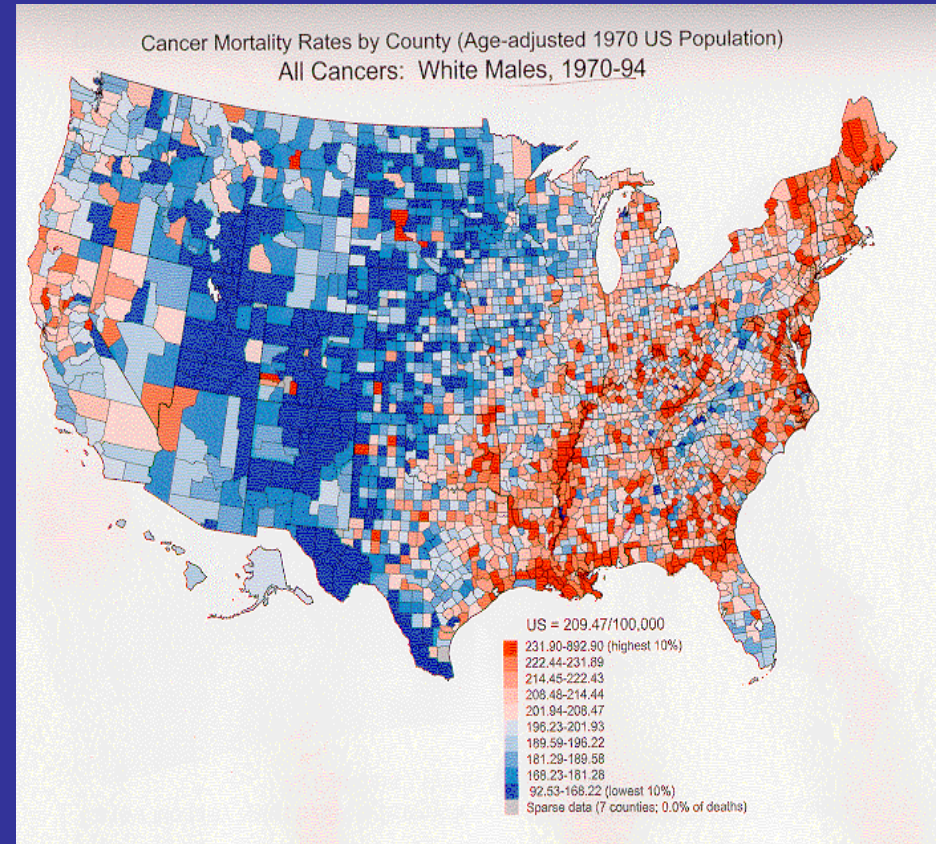 Cancer Mortality Rates by County (Age-adjusted 1970 US Population)
All Cancers: White Males, 1970-94
US = 209.47/100,000
231.90-892.90 (highest 10%)
222.44-231.89
214.45-222.43
208.48-214.44
201.94-208.47
196.23-201.93
189.59-196.22
181.29-189.58
168.23-181.28
92.53-168.22 (lowest 10%)
Sparse data (7 counties; 0.0% of deaths)